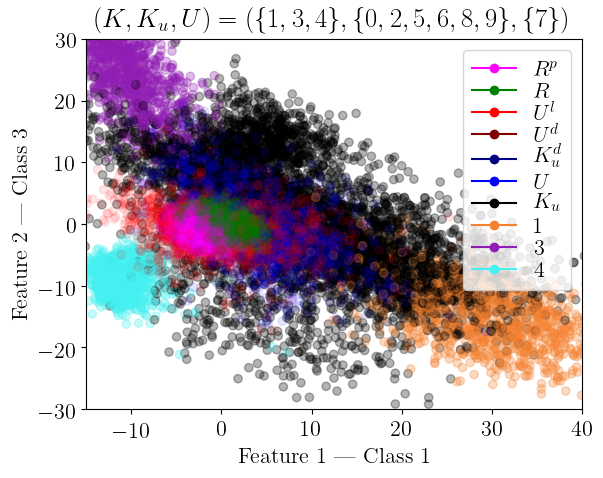 (K, K_u, U) = ({1, 3, 4}, {0, 2, 5, 6, 8, 9}, {7})
30
20
10
0
−10
−20
−30
Feature 2 — Class 3
R^p
R
U^l
U^d
K_u^d
U
K_u
1
3
4
−10
0
10
20
30
40
Feature 1 — Class 1